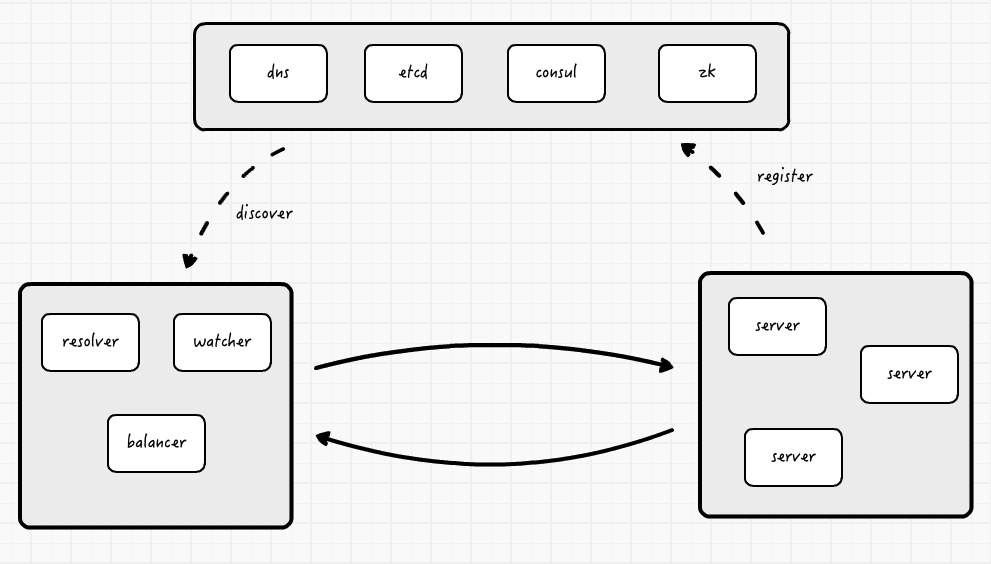 dns
etcd
consul
zk
register
discover
resolver
watcher
balancer
server
server
server